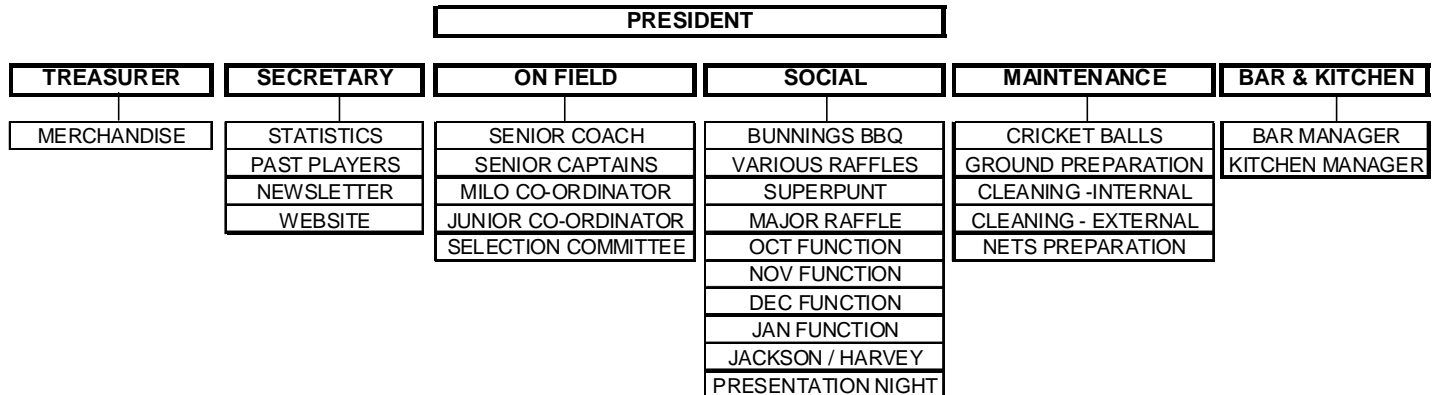 PRESIDENT
TREASURER
MERCHANDISE
SECRETARY
STATISTICS
PAST PLAYERS
NEWSLETTER
WEBSITE
ON FIELD
SENIOR COACH
SENIOR CAPTAINS
MILO CO-ORDINATOR
JUNIOR CO-ORDINATOR
SELECTION COMMITTEE
SOCIAL
BUNNINGS BBQ
VARIOUS RAFFLES
SUPERPUNT
MAJOR RAFFLE
OCT FUNCTION
NOV FUNCTION
DEC FUNCTION
JAN FUNCTION
JACKSON / HARVEY
PRESENTATION NIGHT
MAINTENANCE
CRICKET BALLS
GROUND PREPARATION
CLEANING -INTERNAL
CLEANING - EXTERNAL
NETS PREPARATION
BAR & KITCHEN
BAR MANAGER
KITCHEN MANAGER